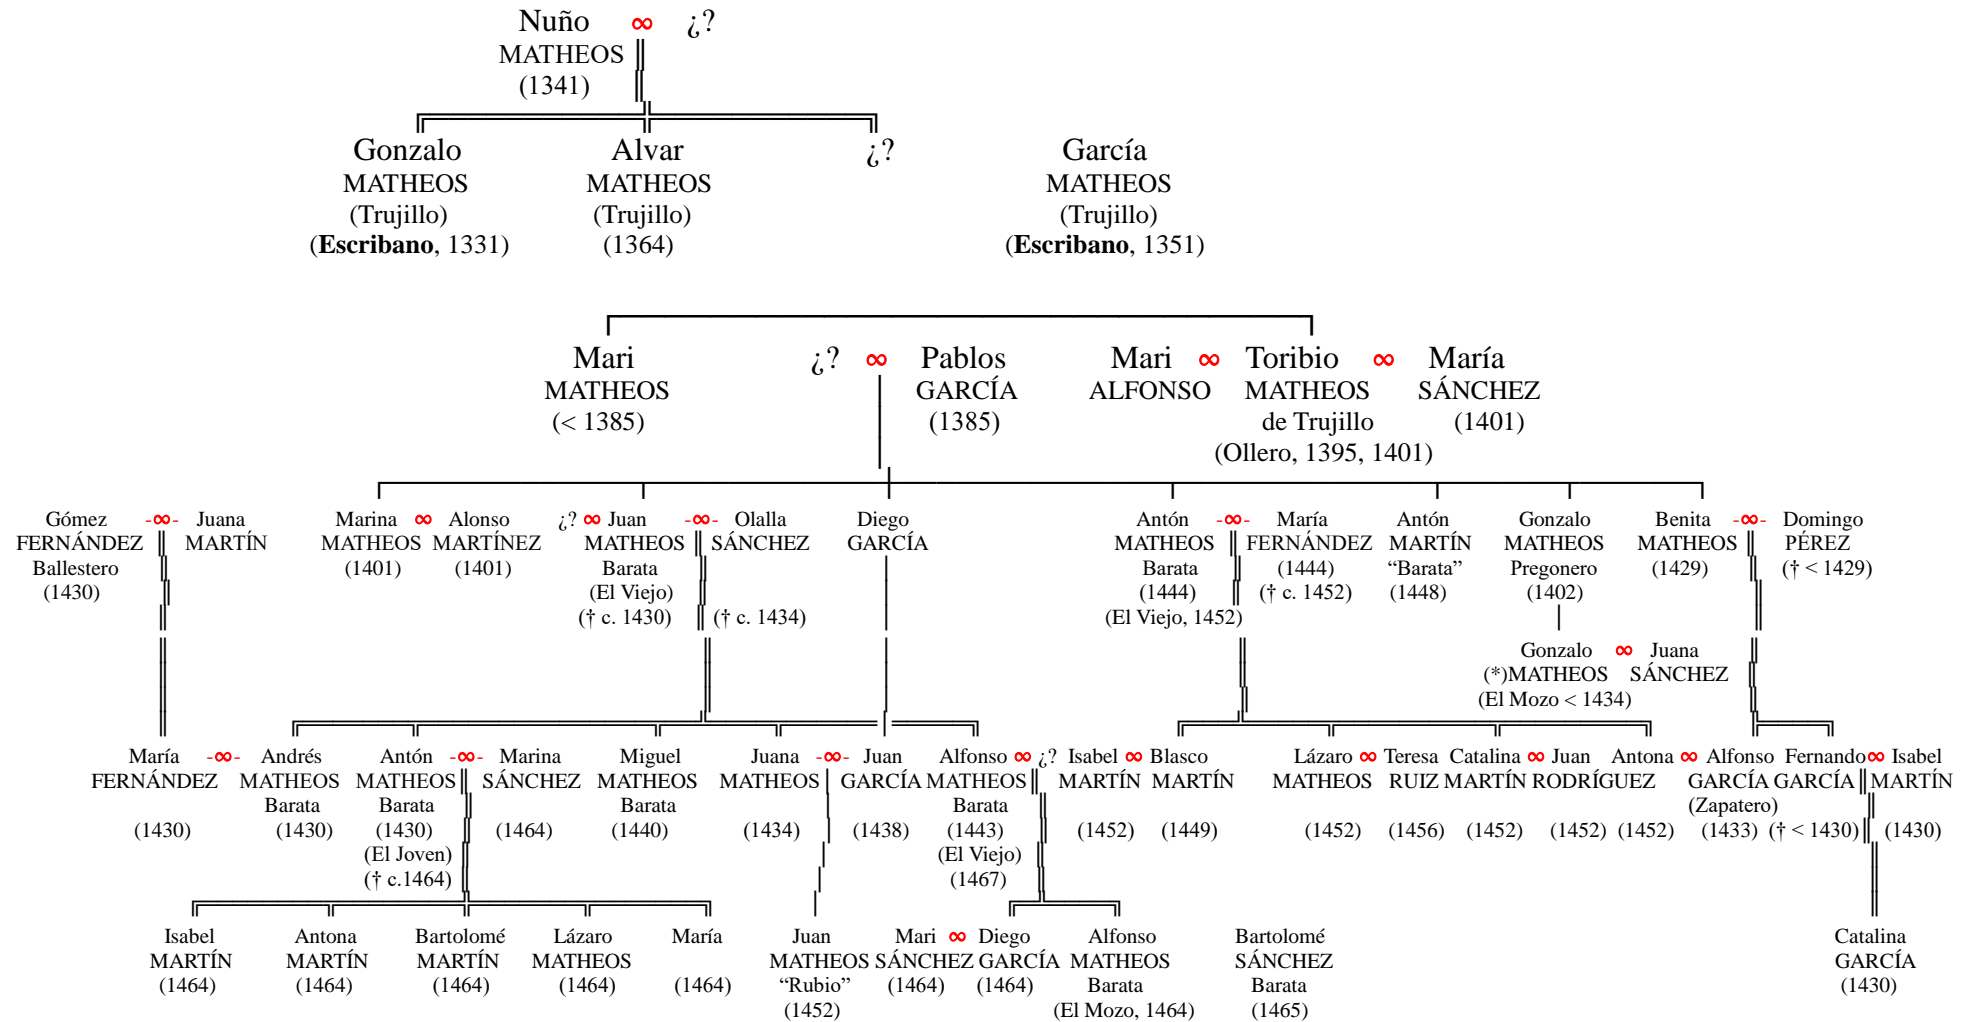 Nuño ∞ ¿?
MATHEOS
(1341)
Gonzalo Alvar ¿? García
MATHEOS MATHEOS MATHEOS
(Trujillo) (Trujillo) (Trujillo)
(Escribano, 1331) (1364) (Escribano, 1351)
Mari ¿? ∞ Pablos Mari ∞ Toribio ∞ María
MATHEOS GARCÍA ALFONSO MATHEOS SÁNCHEZ
(< 1385) (1385) de Trujillo (1401)
(Ollero, 1395, 1401)
Gómez -∞- Juana Marina ∞ Alonso ¿? ∞ Juan -∞- Olalla Diego Antón -∞- María Antón Gonzalo Benita -∞- Domingo
FERNÁNDEZ MARTÍN MATHEOS MARTÍNEZ MATHEOS SÁNCHEZ GARCÍA MATHEOS FERNÁNDEZ MARTÍN MATHEOS MATHEOS PÉREZ
Ballestero (1401) (1401) Barata Barata (1444) “Barata” Pregonero (1429) († < 1429)
(1430) (El Viejo) (1444) († c. 1452) (1448) (1402)
(† c. 1430) († c. 1434) (El Viejo, 1452)
Gonzalo ∞ Juana
(*)MATHEOS SÁNCHEZ
(El Mozo < 1434)
María -∞- Andrés Antón -∞- Marina Miguel Juana -∞- Juan Alfonso ∞ ¿? Isabel ∞ Blasco Lázaro ∞ Teresa Catalina ∞ Juan Antona ∞ Alfonso Fernando ∞ Isabel
FERNÁNDEZ MATHEOS MATHEOS SÁNCHEZ MATHEOS MATHEOS GARCÍA MATHEOS MARTÍN MARTÍN MATHEOS RUIZ MARTÍN RODRÍGUEZ GARCÍA GARCÍA MARTÍN
Barata Barata Barata Barata (Zapatero)
(1430) (1430) (1430) (1464) (1440) (1434) (1438) (1443) (1452) (1449) (1452) (1456) (1452) (1452) (1452) (1433) († < 1430) (1430)
(El Joven) (El Viejo)
(† c.1464) (1467)
Isabel Antona Bartolomé Lázaro María Juan Mari ∞ Diego Alfonso Bartolomé Catalina
MARTÍN MARTÍN MARTÍN MATHEOS MATHEOS SÁNCHEZ GARCÍA MATHEOS SÁNCHEZ GARCÍA
(1464) (1464) (1464) (1464) (1464) “Rubio” (1464) (1464) Barata Barata (1430)
(1452) (El Mozo, 1464) (1465)